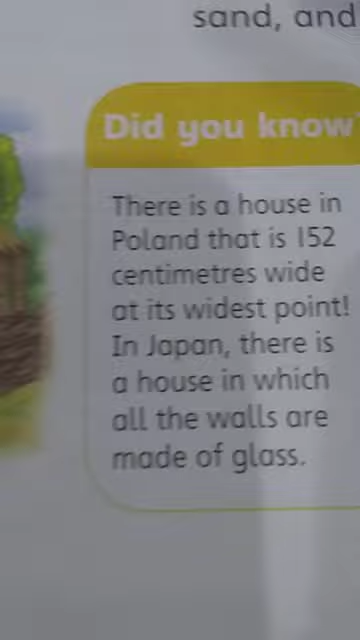 sand, and
Did you know
There is a house in
Poland that is 152
centimetres wide
at its widest point!
In Japan, there is
a house in which
all the walls are
made of glass.